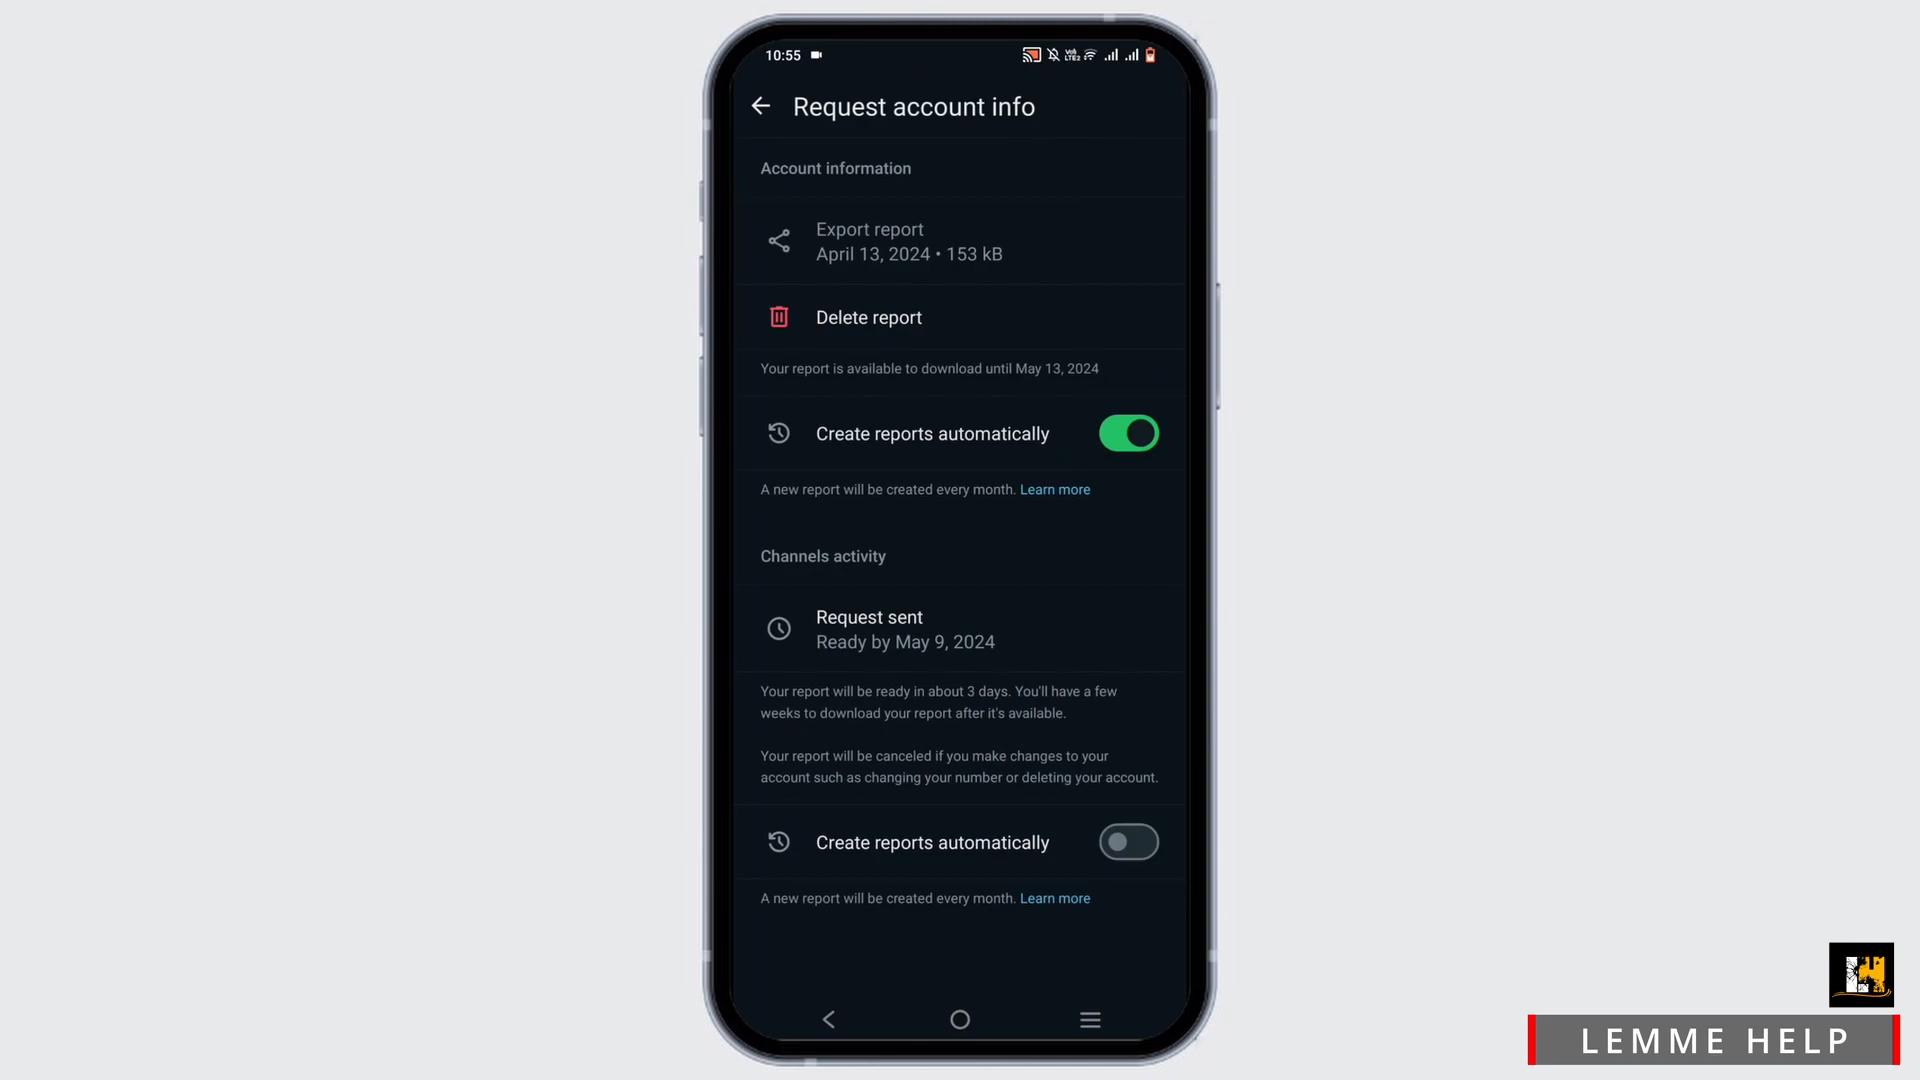 10:55
Request account info
Account information
Export report
April 13, 2024 • 153 kB
Delete report
Your report is available to download until May 13, 2024
Create reports automatically
A new report will be created every month. Learn more
Channels activity
Request sent
Ready by May 9, 2024
Your report will be ready in about 3 days. You'll have a few
weeks to download your report after it's available.
Your report will be canceled if you make changes to your
account such as changing your number or deleting your account.
Create reports automatically
A new report will be created every month. Learn more
LEMME HELP